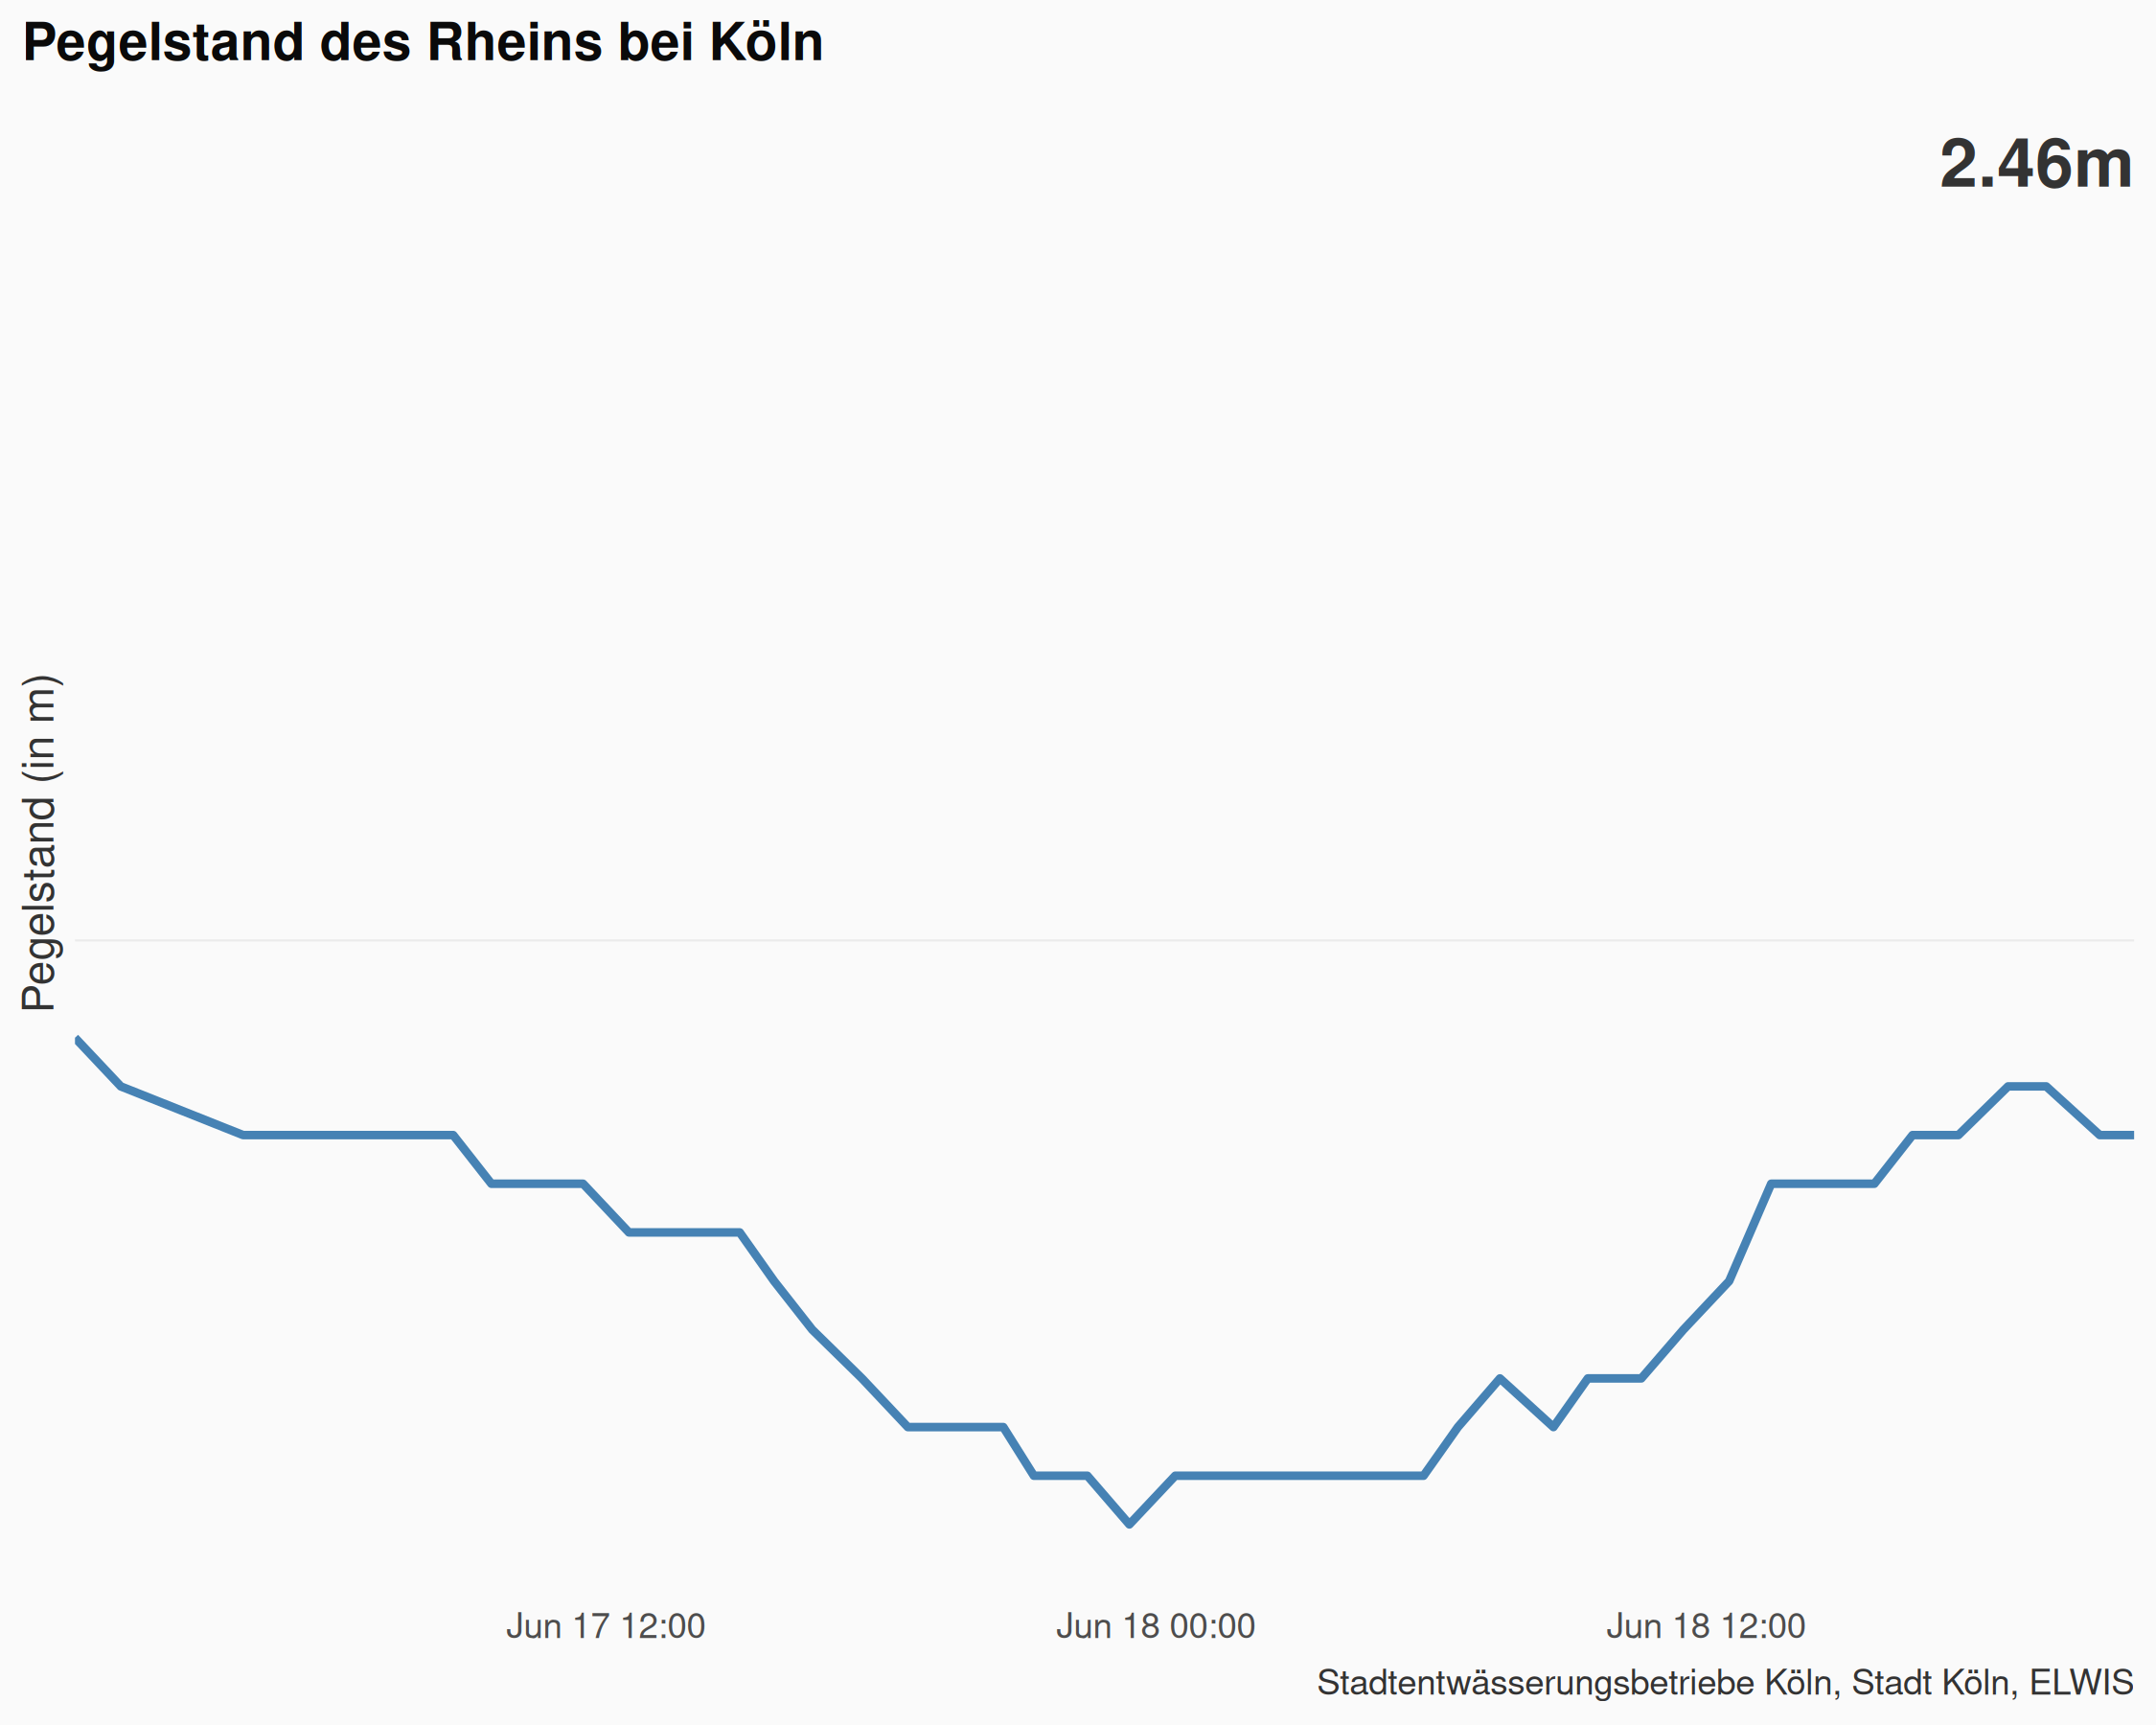 Pegelstand des Rheins bei Köln
2.46m
Pegelstand (in m)
Jun 17 12:00
Jun 18 00:00
Jun 18 12:00
Stadtentwässerungsbetriebe Köln, Stadt Köln, ELWIS